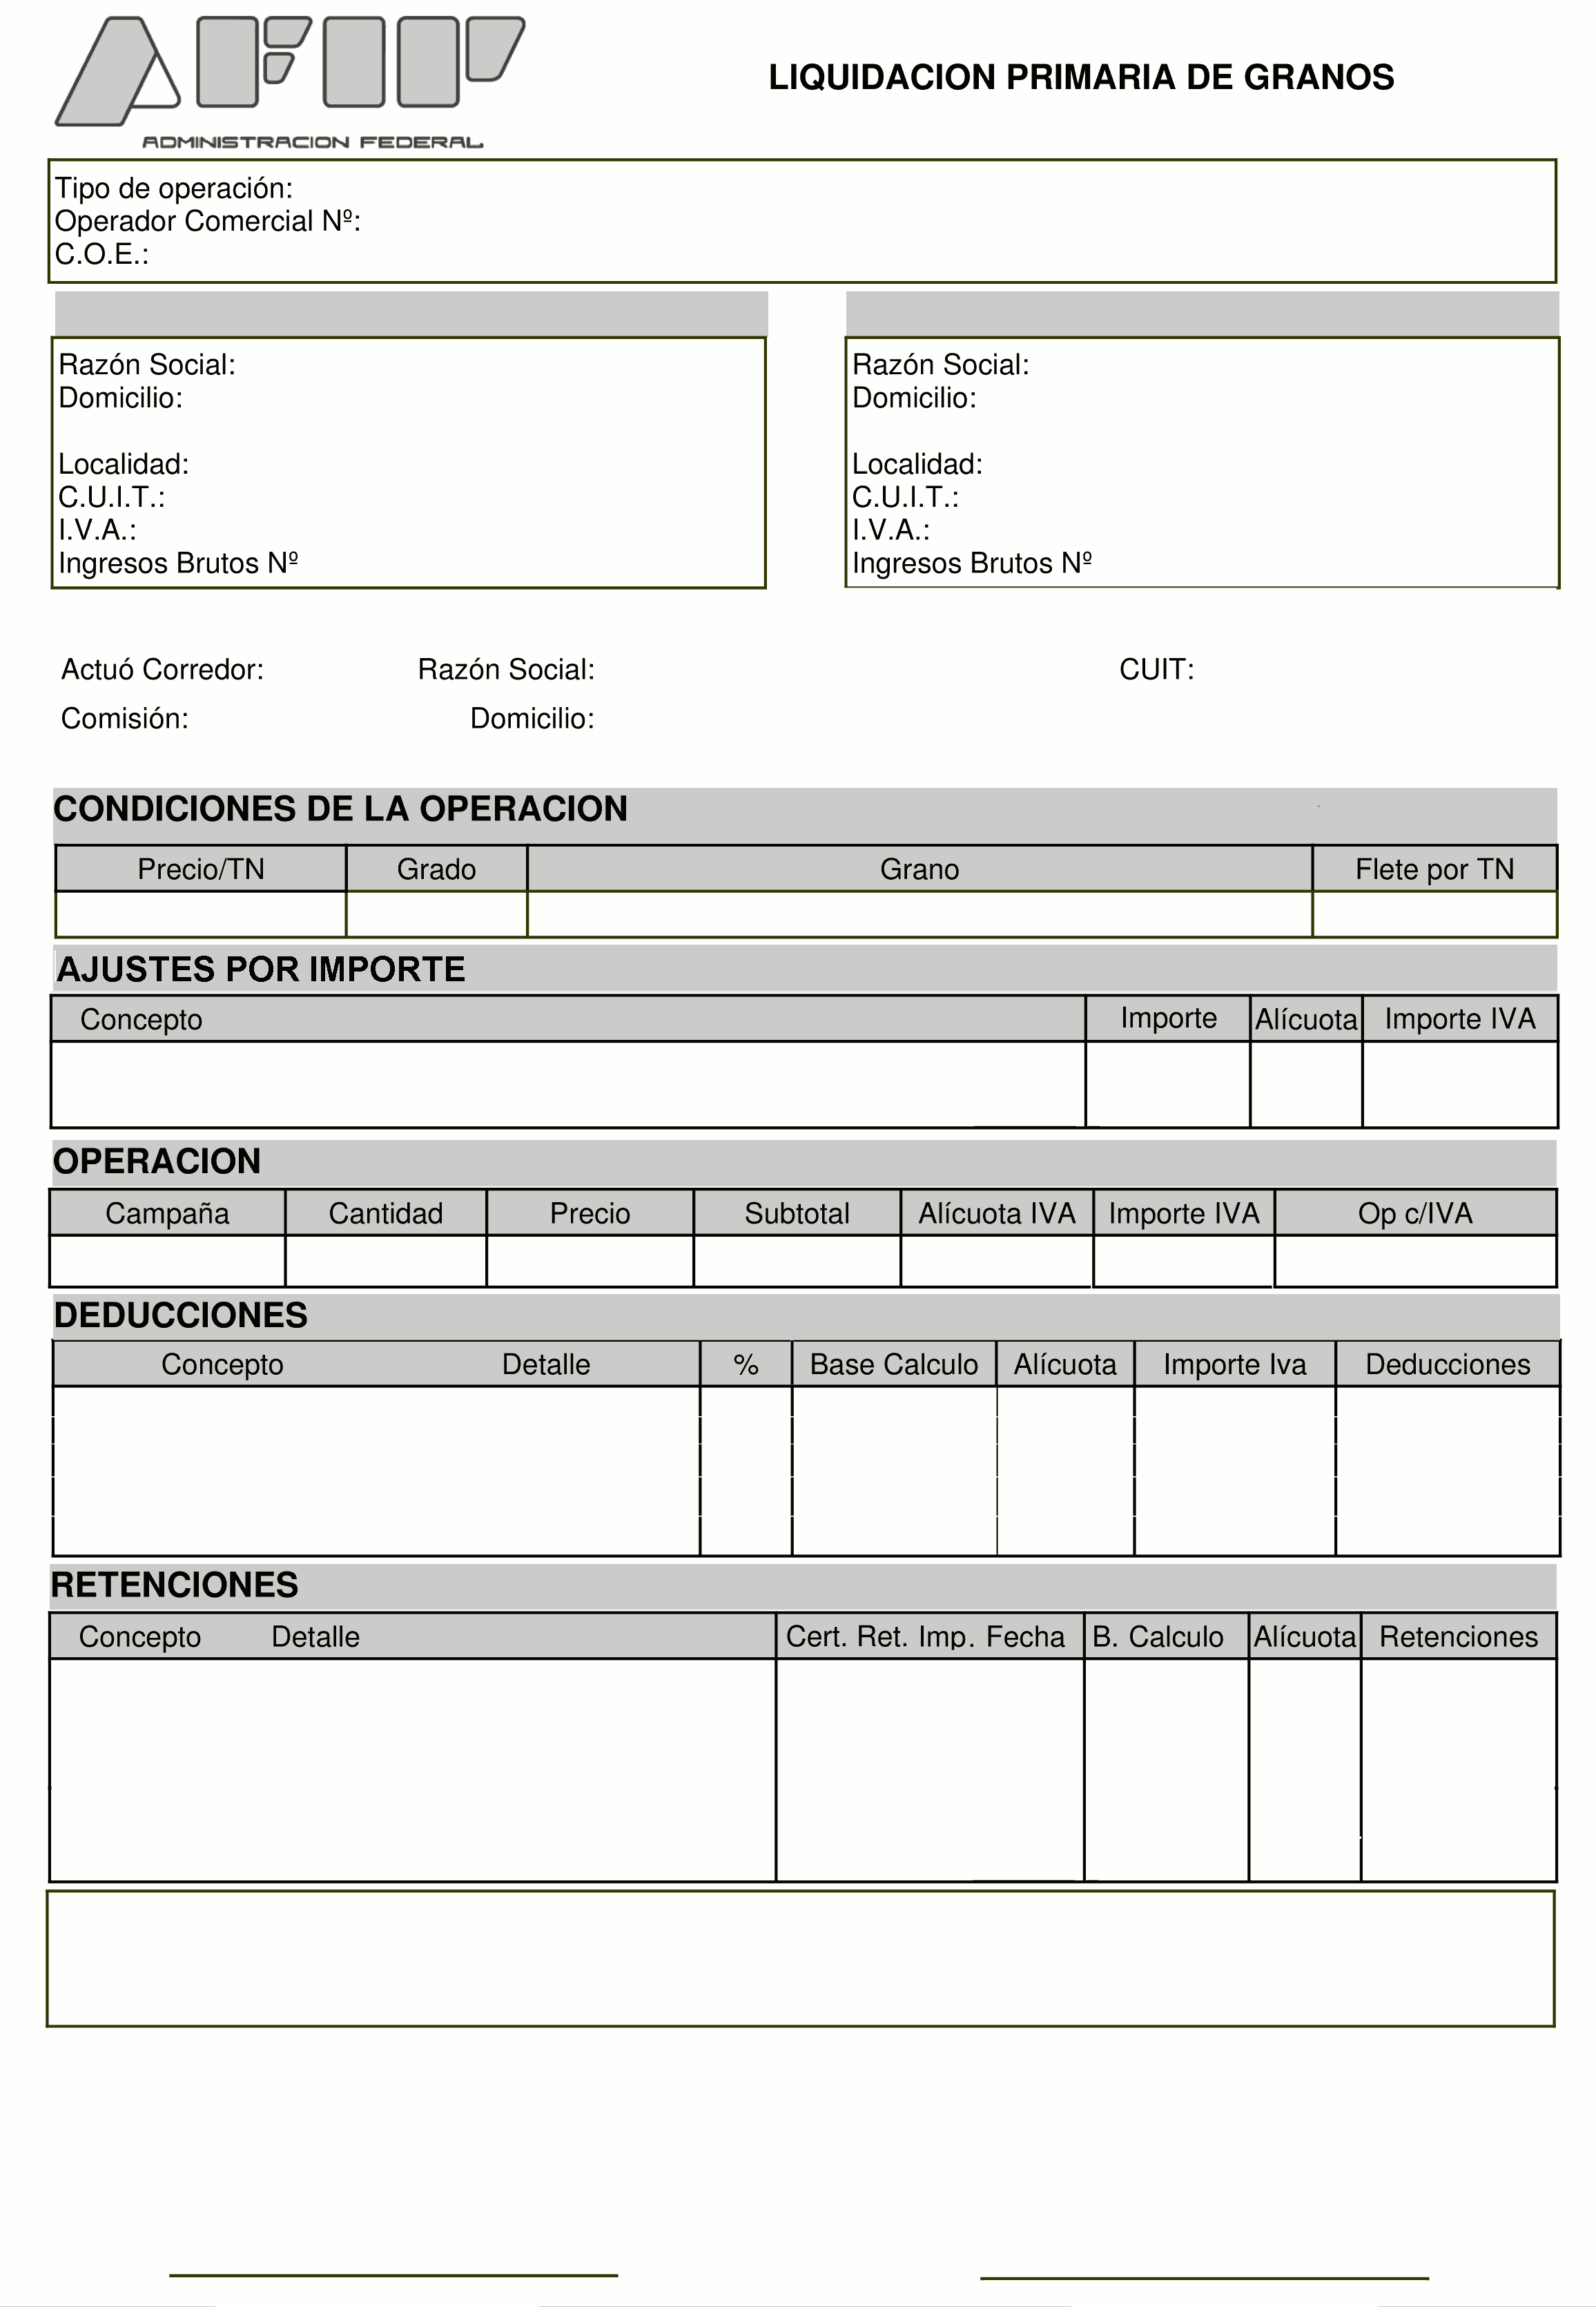 AFIP
ADMINISTRACION FEDERAL
LIQUIDACION PRIMARIA DE GRANOS
Tipo de operación:
Operador Comercial Nº:
C.O.E.:
Razón Social:
Domicilio:
Localidad:
C.U.I.T.:
I.V.A.:
Ingresos Brutos Nº
Razón Social:
Domicilio:
Localidad:
C.U.I.T.:
I.V.A.:
Ingresos Brutos Nº
Actuó Corredor: Razón Social: CUIT:
Comisión: Domicilio:
CONDICIONES DE LA OPERACION
Precio/TN Grado Grano Flete por TN
AJUSTES POR IMPORTE
Concepto Importe Alícuota Importe IVA
OPERACION
Campaña Cantidad Precio Subtotal Alícuota IVA Importe IVA Op c/IVA
DEDUCCIONES
Concepto Detalle % Base Calculo Alícuota Importe Iva Deducciones
RETENCIONES
Concepto Detalle Cert. Ret. Imp. Fecha B. Calculo Alícuota Retenciones